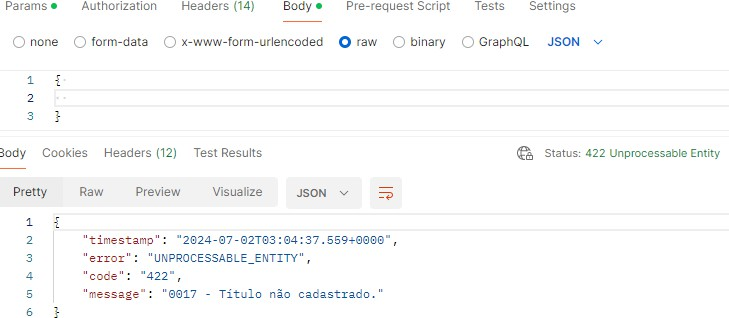 Params Authorization Headers (14) Body Pre-request Script Tests Settings
none form-data x-www-form-urlencoded raw binary GraphQL JSON
1 {
2
3 }
Body Cookies Headers (12) Test Results Status: 422 Unprocessable Entity
Pretty Raw Preview Visualize JSON
1 {
2 "timestamp": "2024-07-02T03:04:37.559+0000",
3 "error": "UNPROCESSABLE_ENTITY",
4 "code": "422",
5 "message": "0017 - Título não cadastrado."
6 }